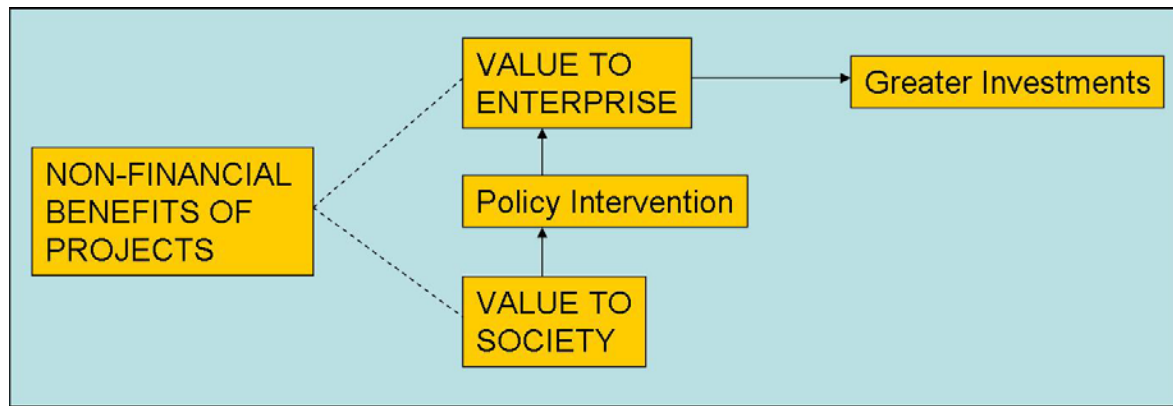 NON-FINANCIAL
BENEFITS OF
PROJECTS
VALUE TO
ENTERPRISE
Policy Intervention
VALUE TO
SOCIETY
Greater Investments